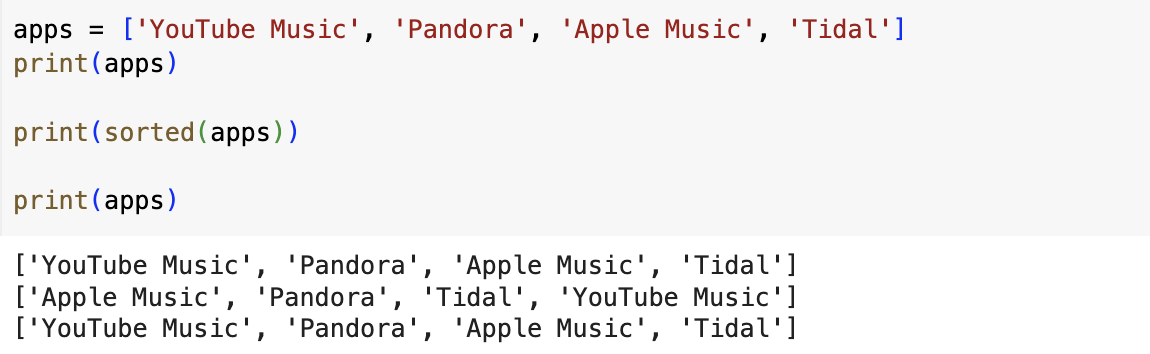 apps = ['YouTube Music', 'Pandora', 'Apple Music', 'Tidal']
print(apps)
print(sorted(apps))
print(apps)
['YouTube Music', 'Pandora', 'Apple Music', 'Tidal']
['Apple Music', 'Pandora', 'Tidal', 'YouTube Music']
['YouTube Music', 'Pandora', 'Apple Music', 'Tidal']